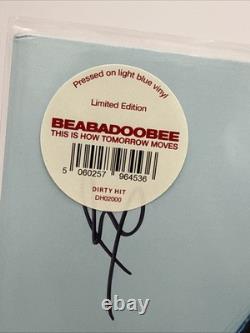 Pressed on light blue vinyl
Limited Edition
BEABADOOBEE
THIS IS HOW TOMORROW MOVES
5 060257 964536
DIRTY HIT
DH02000
ebay